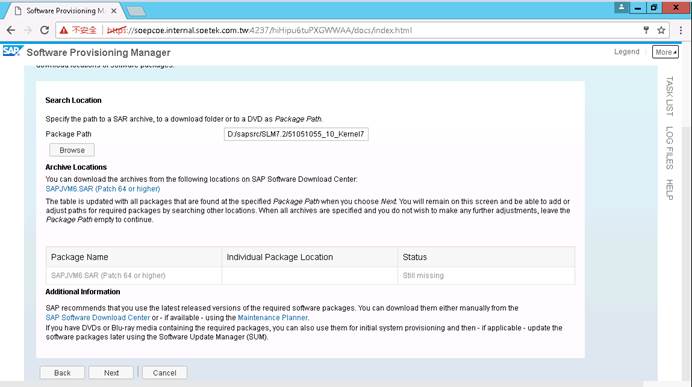 Software Provisioning M
不安全
https://soepcoe.internal.soetek.com.tw:4237/hiHipu6tuPXGWWAA/docs/index.html
SAP
Software Provisioning Manager
Legend
More
download locations of software packages.
Search Location
Specify the path to a SAR archive, to a download folder or to a DVD as Package Path.
Package Path
D:/sapsrc/SLM7.2/51051055_10_Kernel7
Browse
Archive Locations
You can download the archives from the following locations on SAP Software Download Center:
SAPJVM6.SAR (Patch 64 or higher)
The table is updated with all packages that are found at the specified Package Path when you choose Next. You will remain on this screen and be able to add or
adjust paths for required packages by searching other locations. When all archives are specified and you do not wish to make any further adjustments, leave the
Package Path empty to continue.
Package Name Individual Package Location Status
SAPJVM6.SAR (Patch 64 or higher) Still missing
Additional Information
SAP recommends that you use the latest released versions of the required software packages. You can download them either manually from the
SAP Software Download Center or - if available - using the Maintenance Planner.
If you have DVDs or Blu-ray media containing the required packages, you can also use them for initial system provisioning and then - if applicable - update the
software packages later using the Software Update Manager (SUM).
Back
Next
Cancel
TASK LIST
LOG FILES
HELP